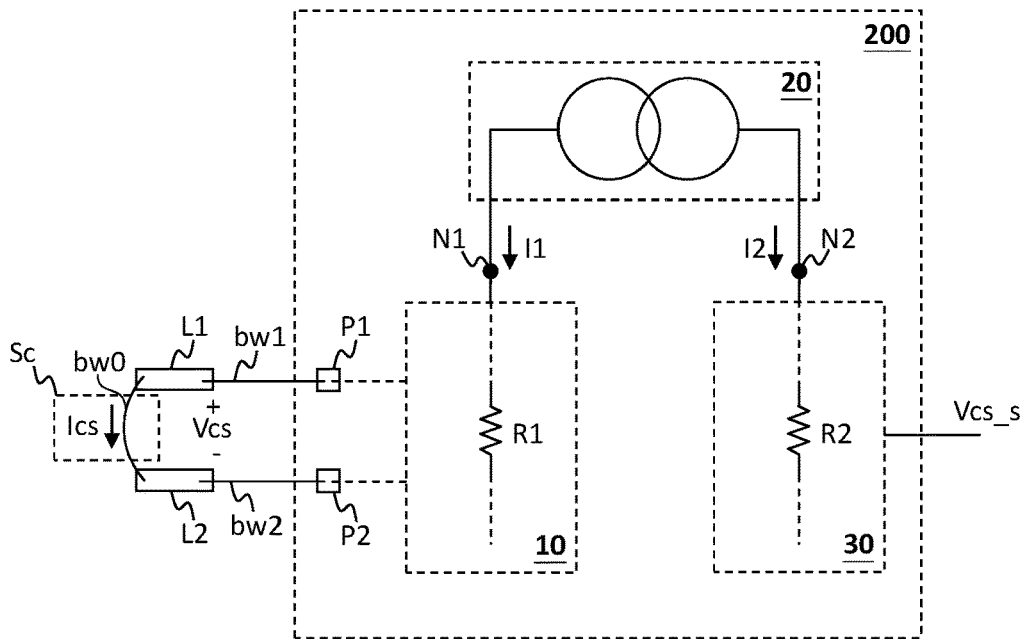 200
20
N1
I1
I2
N2
L1
bw1
P1
Sc
bw0
Ics
+
Vcs
-
R1
R2
Vcs_s
L2
bw2
P2
10
30